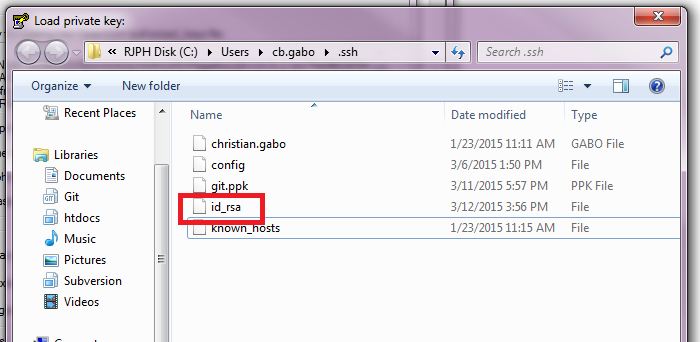 Load private key:
RJPH Disk (C:) Users cb.gabo .ssh
Search .ssh
Organize New folder
Name Date modified Type
Recent Places
Libraries
Documents
Git
htdocs
Music
Pictures
Subversion
Videos
christian.gabo 1/23/2015 11:11 AM GABO File
config 3/6/2015 1:50 PM File
git.ppk 3/11/2015 5:57 PM PPK File
id_rsa 3/12/2015 3:56 PM File
known_hosts 1/23/2015 11:15 AM File